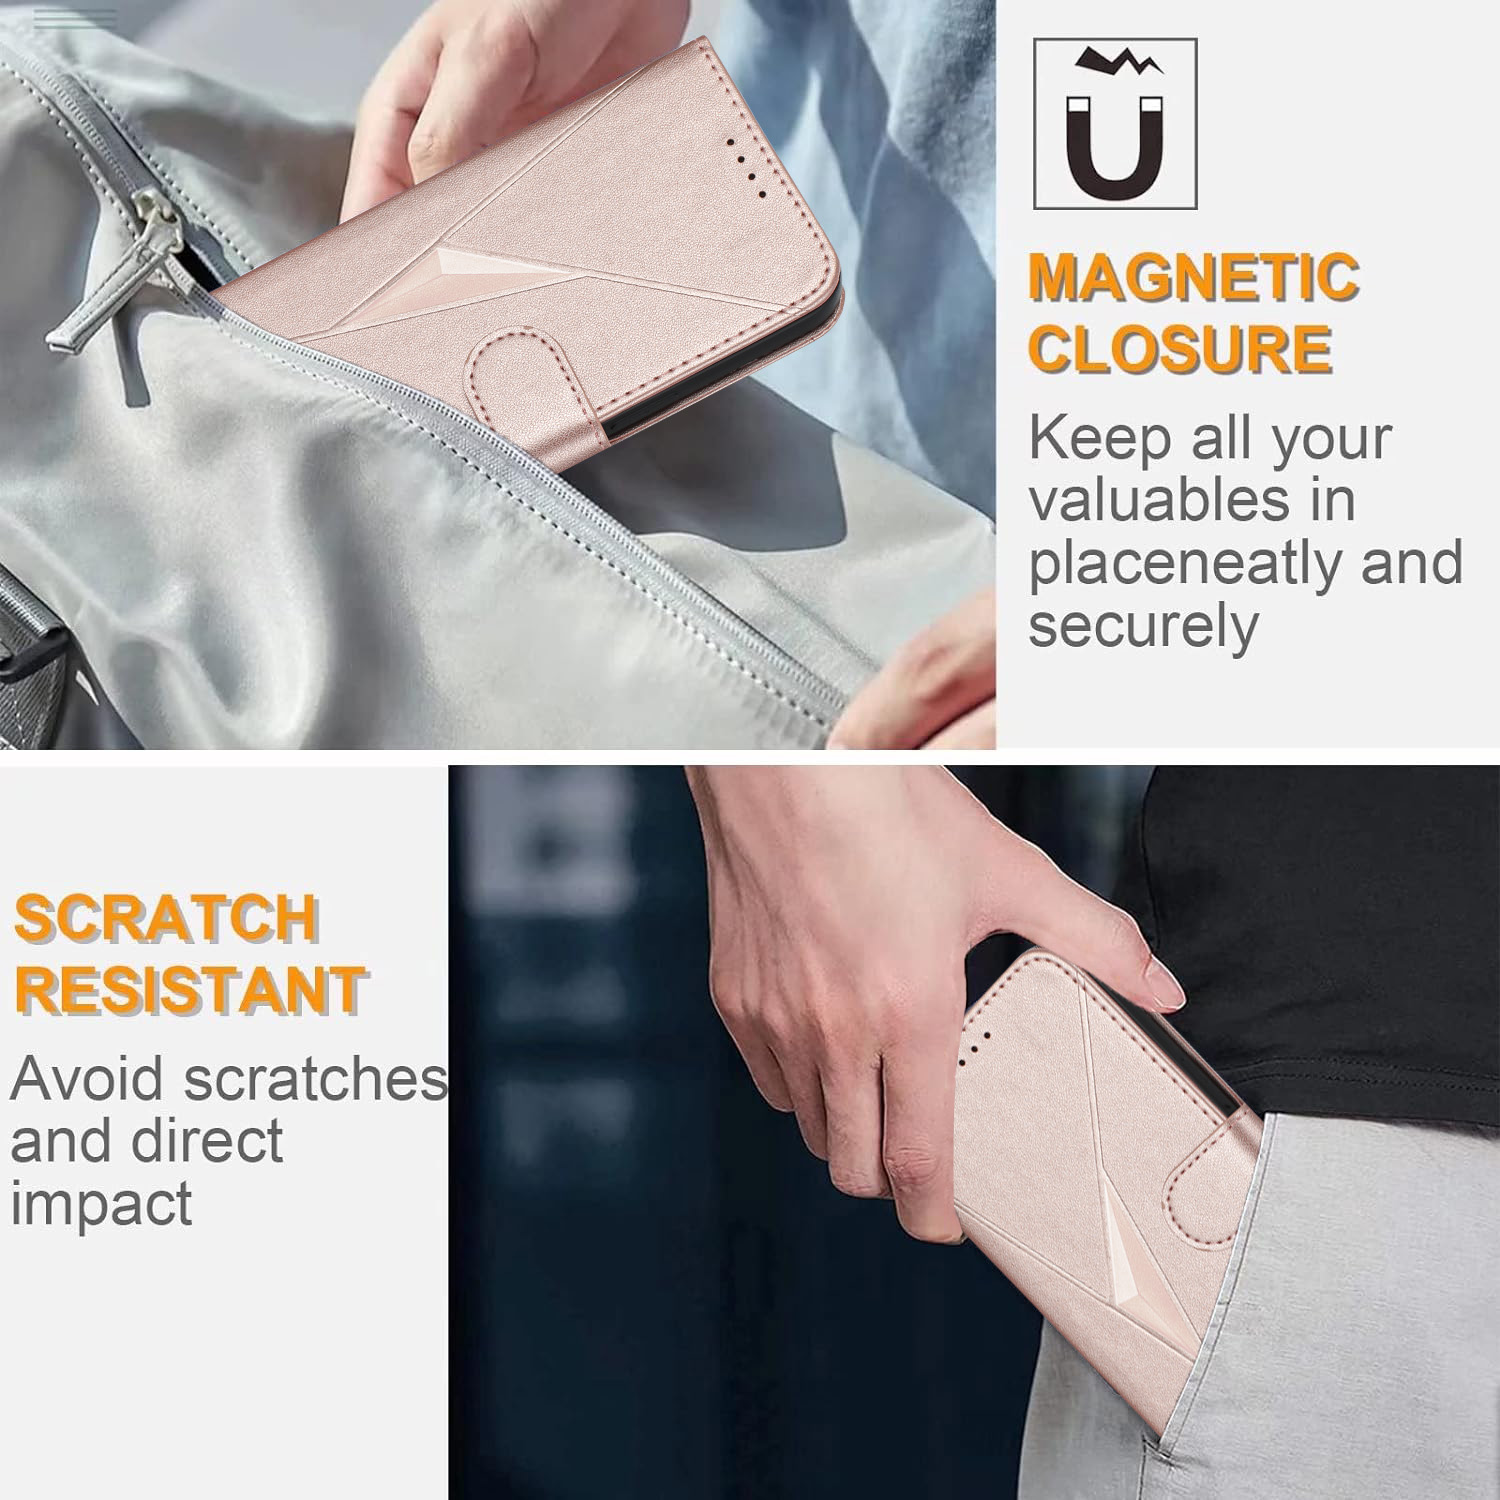 MAGNETIC
CLOSURE
Keep all your
valuables in
placeneatly and
securely
SCRATCH
RESISTANT
Avoid scratches
and direct
impact